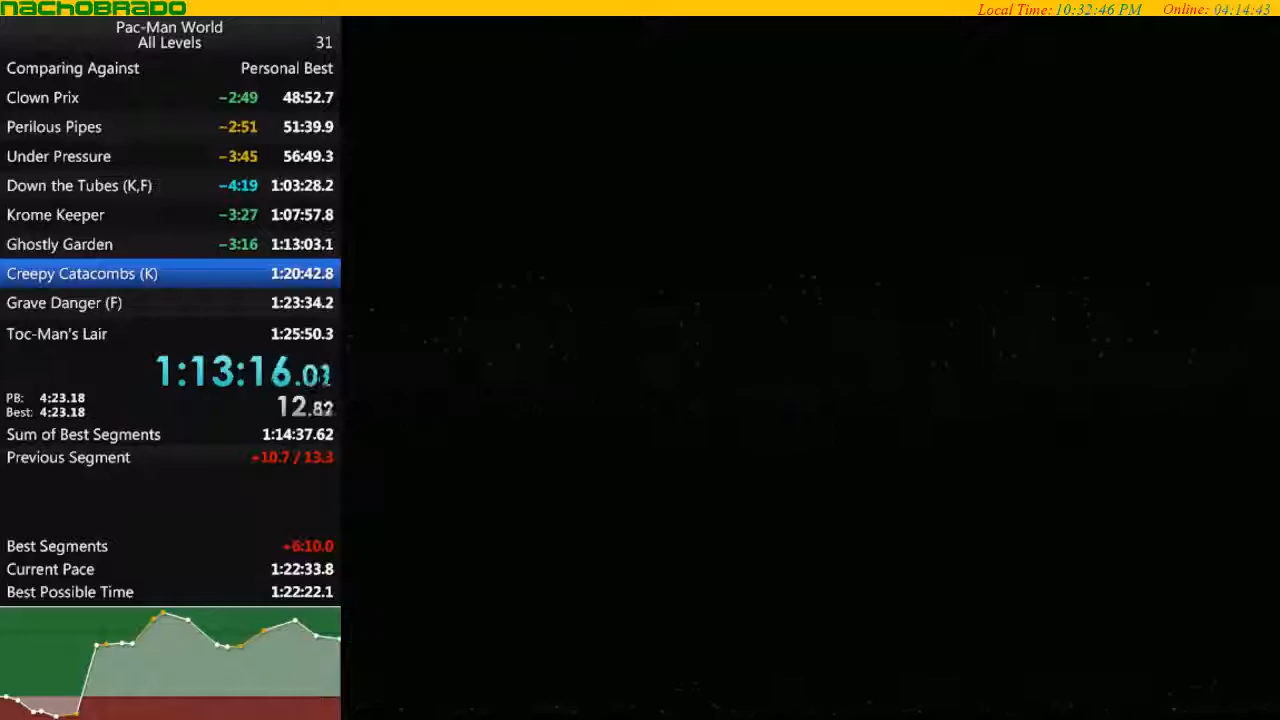 NACHOBRADO
Local Time: 10:32:46 PM Online: 04:14:43
Pac-Man World
All Levels 31
Comparing Against Personal Best
Clown Prix -2:49 48:52.7
Perilous Pipes -2:51 51:39.9
Under Pressure -3:45 56:49.3
Down the Tubes (K,F) -4:19 1:03:28.2
Krome Keeper -3:27 1:07:57.8
Ghostly Garden -3:16 1:13:03.1
Creepy Catacombs (K) 1:20:42.8
Grave Danger (F) 1:23:34.2
Toc-Man's Lair 1:25:50.3
PB: 4:23.18
Best: 4:23.18
Sum of Best Segments 1:14:37.62
Previous Segment +10.7 / 13.3
Best Segments +6:10.0
Current Pace 1:22:33.8
Best Possible Time 1:22:22.1